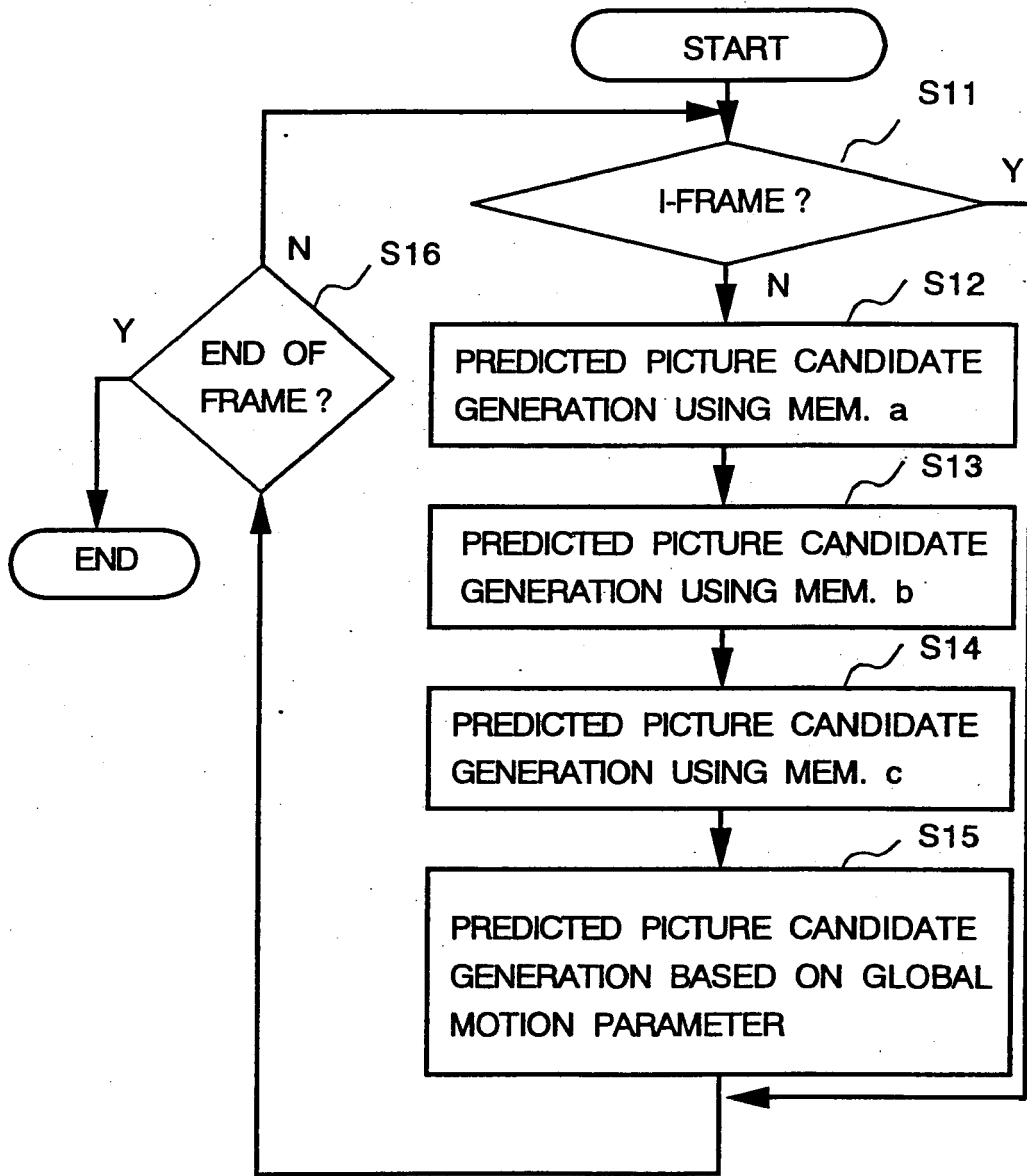 START
S11
I-FRAME ?
Y
N
S12
PREDICTED PICTURE CANDIDATE
GENERATION USING MEM. a
S13
PREDICTED PICTURE CANDIDATE
GENERATION USING MEM. b
S14
PREDICTED PICTURE CANDIDATE
GENERATION USING MEM. c
S15
PREDICTED PICTURE CANDIDATE
GENERATION BASED ON GLOBAL
MOTION PARAMETER
S16
END OF
FRAME ?
N
Y
END